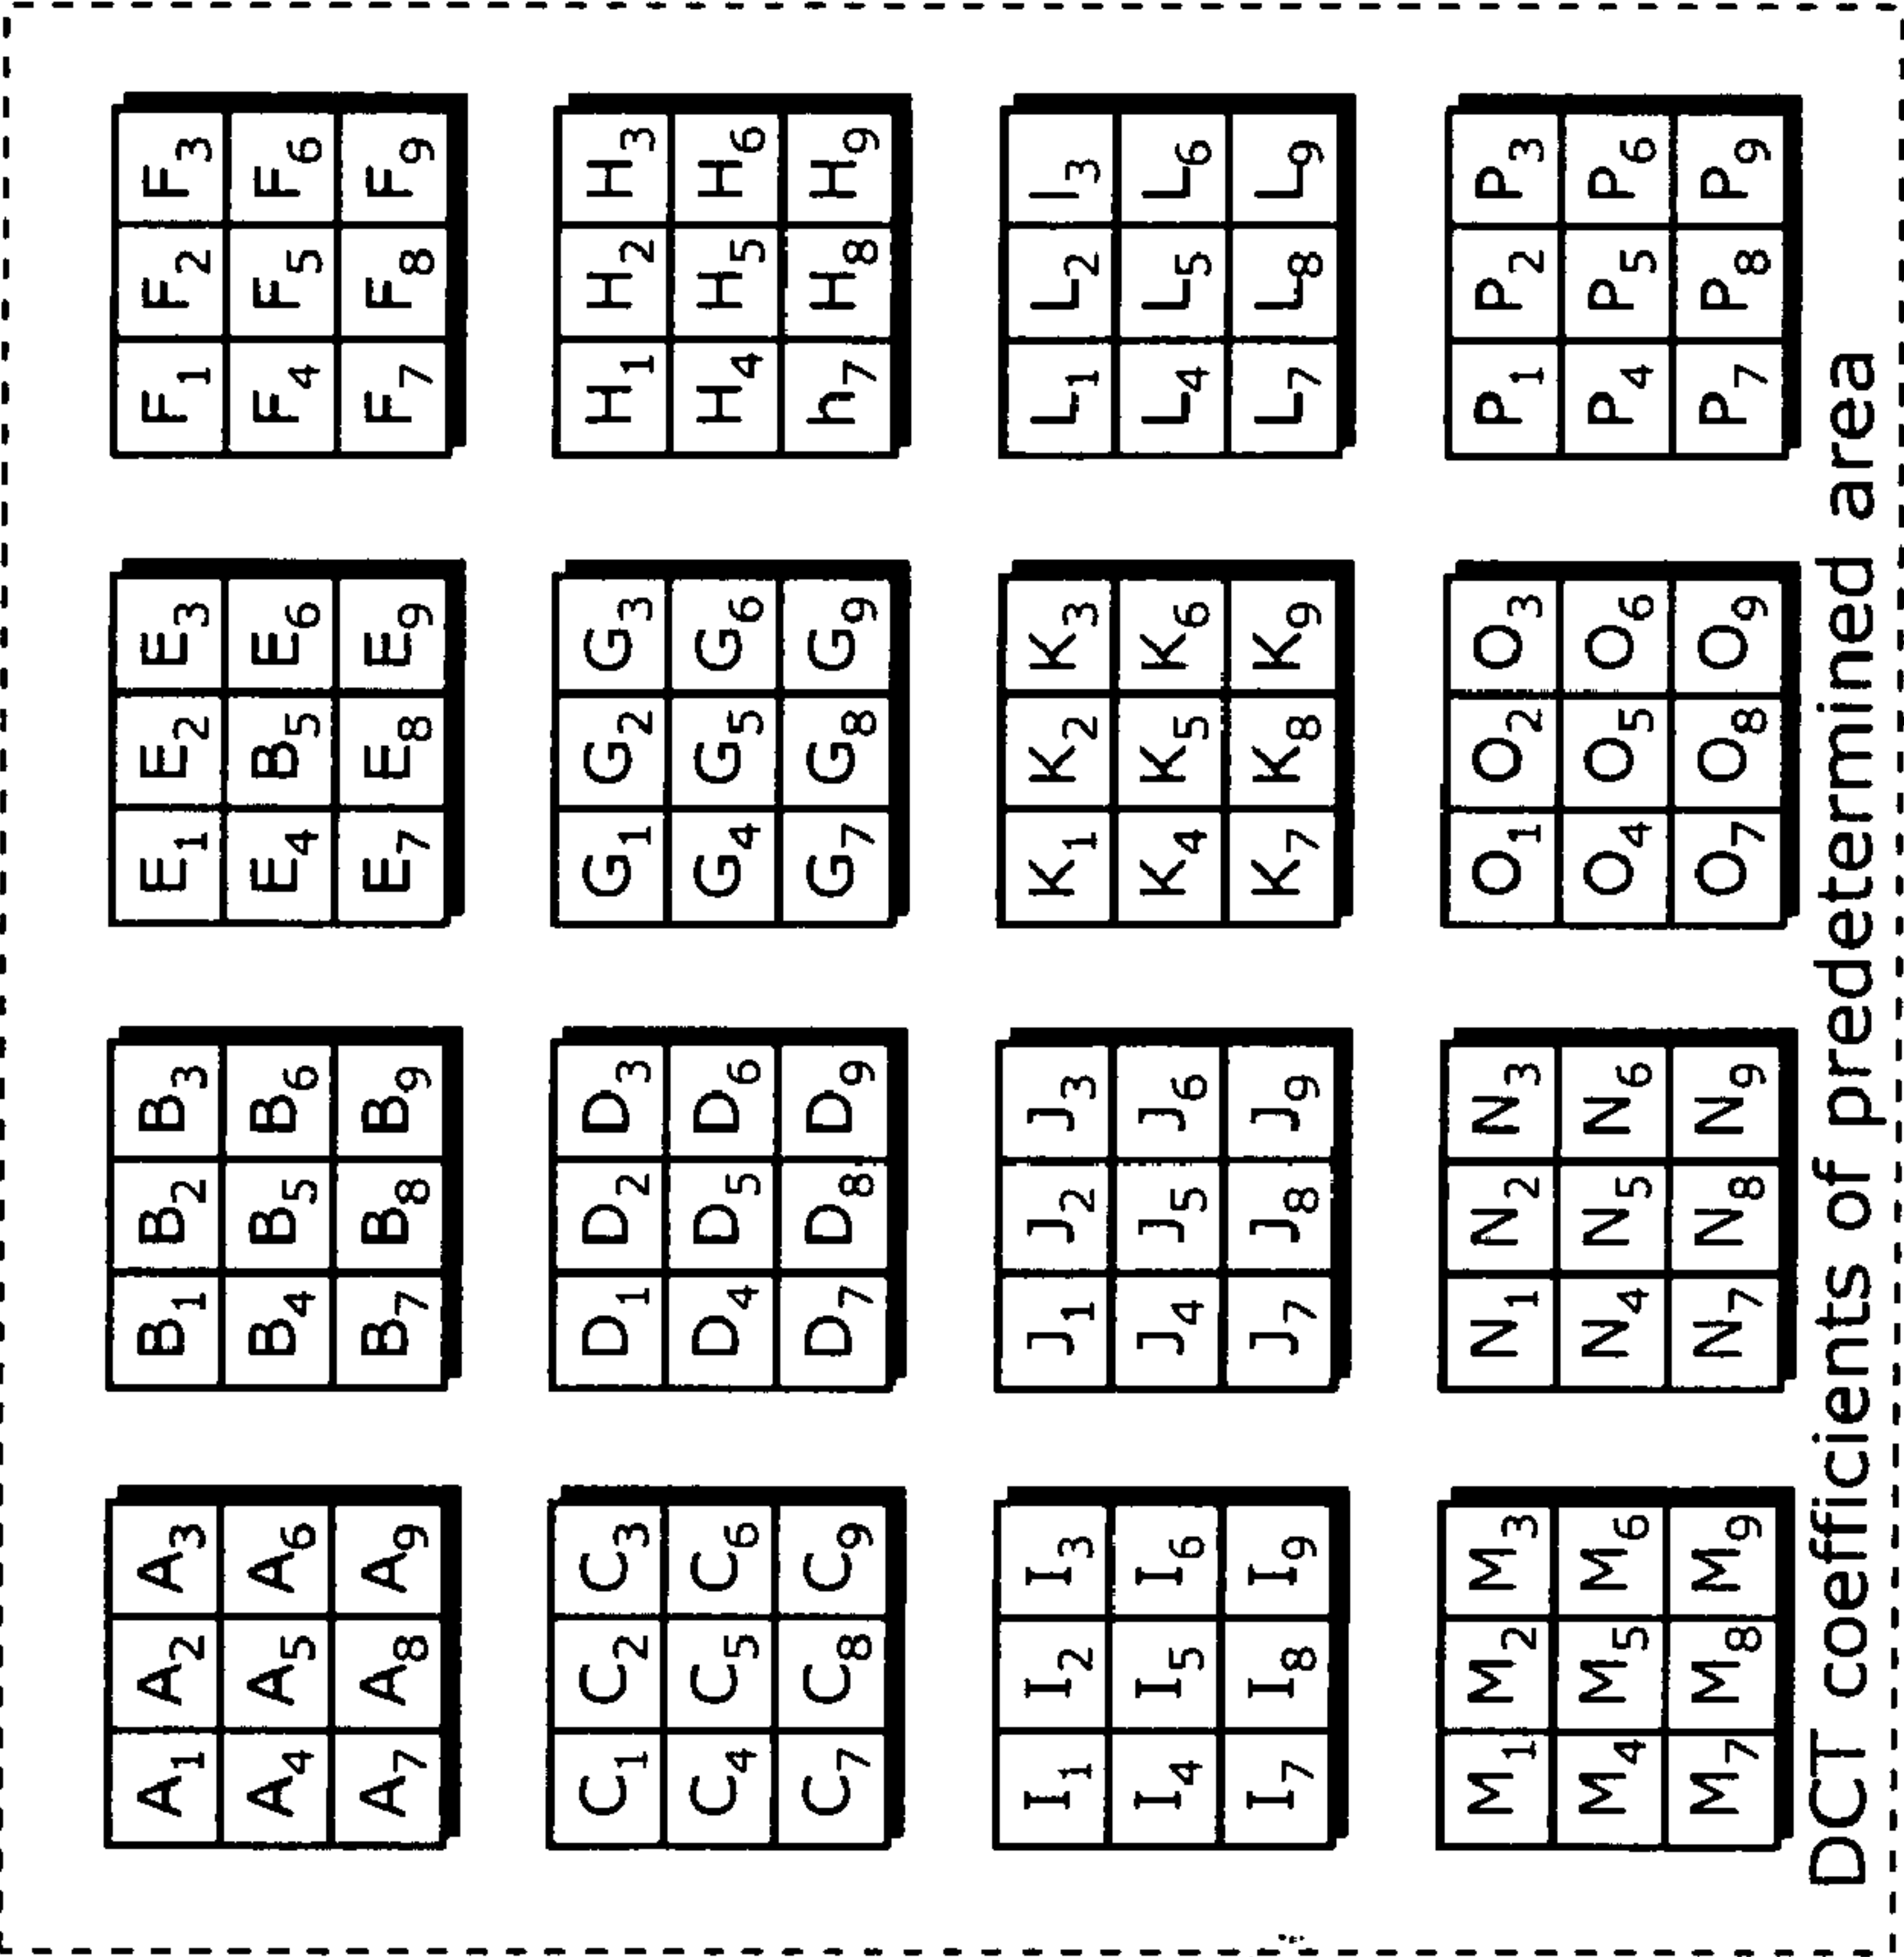 A₁ A₂ A₃ B₁ B₂ B₃ E₁ E₂ E₃ F₁ F₂ F₃
A₄ A₅ A₆ B₄ B₅ B₆ E₄ B₅ E₆ F₄ F₅ F₆
A₇ A₈ A₉ B₇ B₈ B₉ E₇ E₈ E₉ F₇ F₈ F₉
C₁ C₂ C₃ D₁ D₂ D₃ G₁ G₂ G₃ H₁ H₂ H₃
C₄ C₅ C₆ D₄ D₅ D₆ G₄ G₅ G₆ H₄ H₅ H₆
C₇ C₈ C₉ D₇ D₈ D₉ G₇ G₈ G₉ h₇ H₈ H₉
I₁ I₂ I₃ J₁ J₂ J₃ K₁ K₂ K₃ L₁ L₂ l₃
I₄ I₅ I₆ J₄ J₅ J₆ K₄ K₅ K₆ L₄ L₅ L₆
I₇ I₈ I₉ J₇ J₈ J₉ K₇ K₈ K₉ L₇ L₈ L₉
M₁ M₂ M₃ N₁ N₂ N₃ O₁ O₂ O₃ P₁ P₂ P₃
M₄ M₅ M₆ N₄ N₅ N₆ O₄ O₅ O₆ P₄ P₅ P₆
M₇ M₈ M₉ N₇ N₈ N₉ O₇ O₈ O₉ P₇ P₈ P₉
DCT coefficients of predetermined area